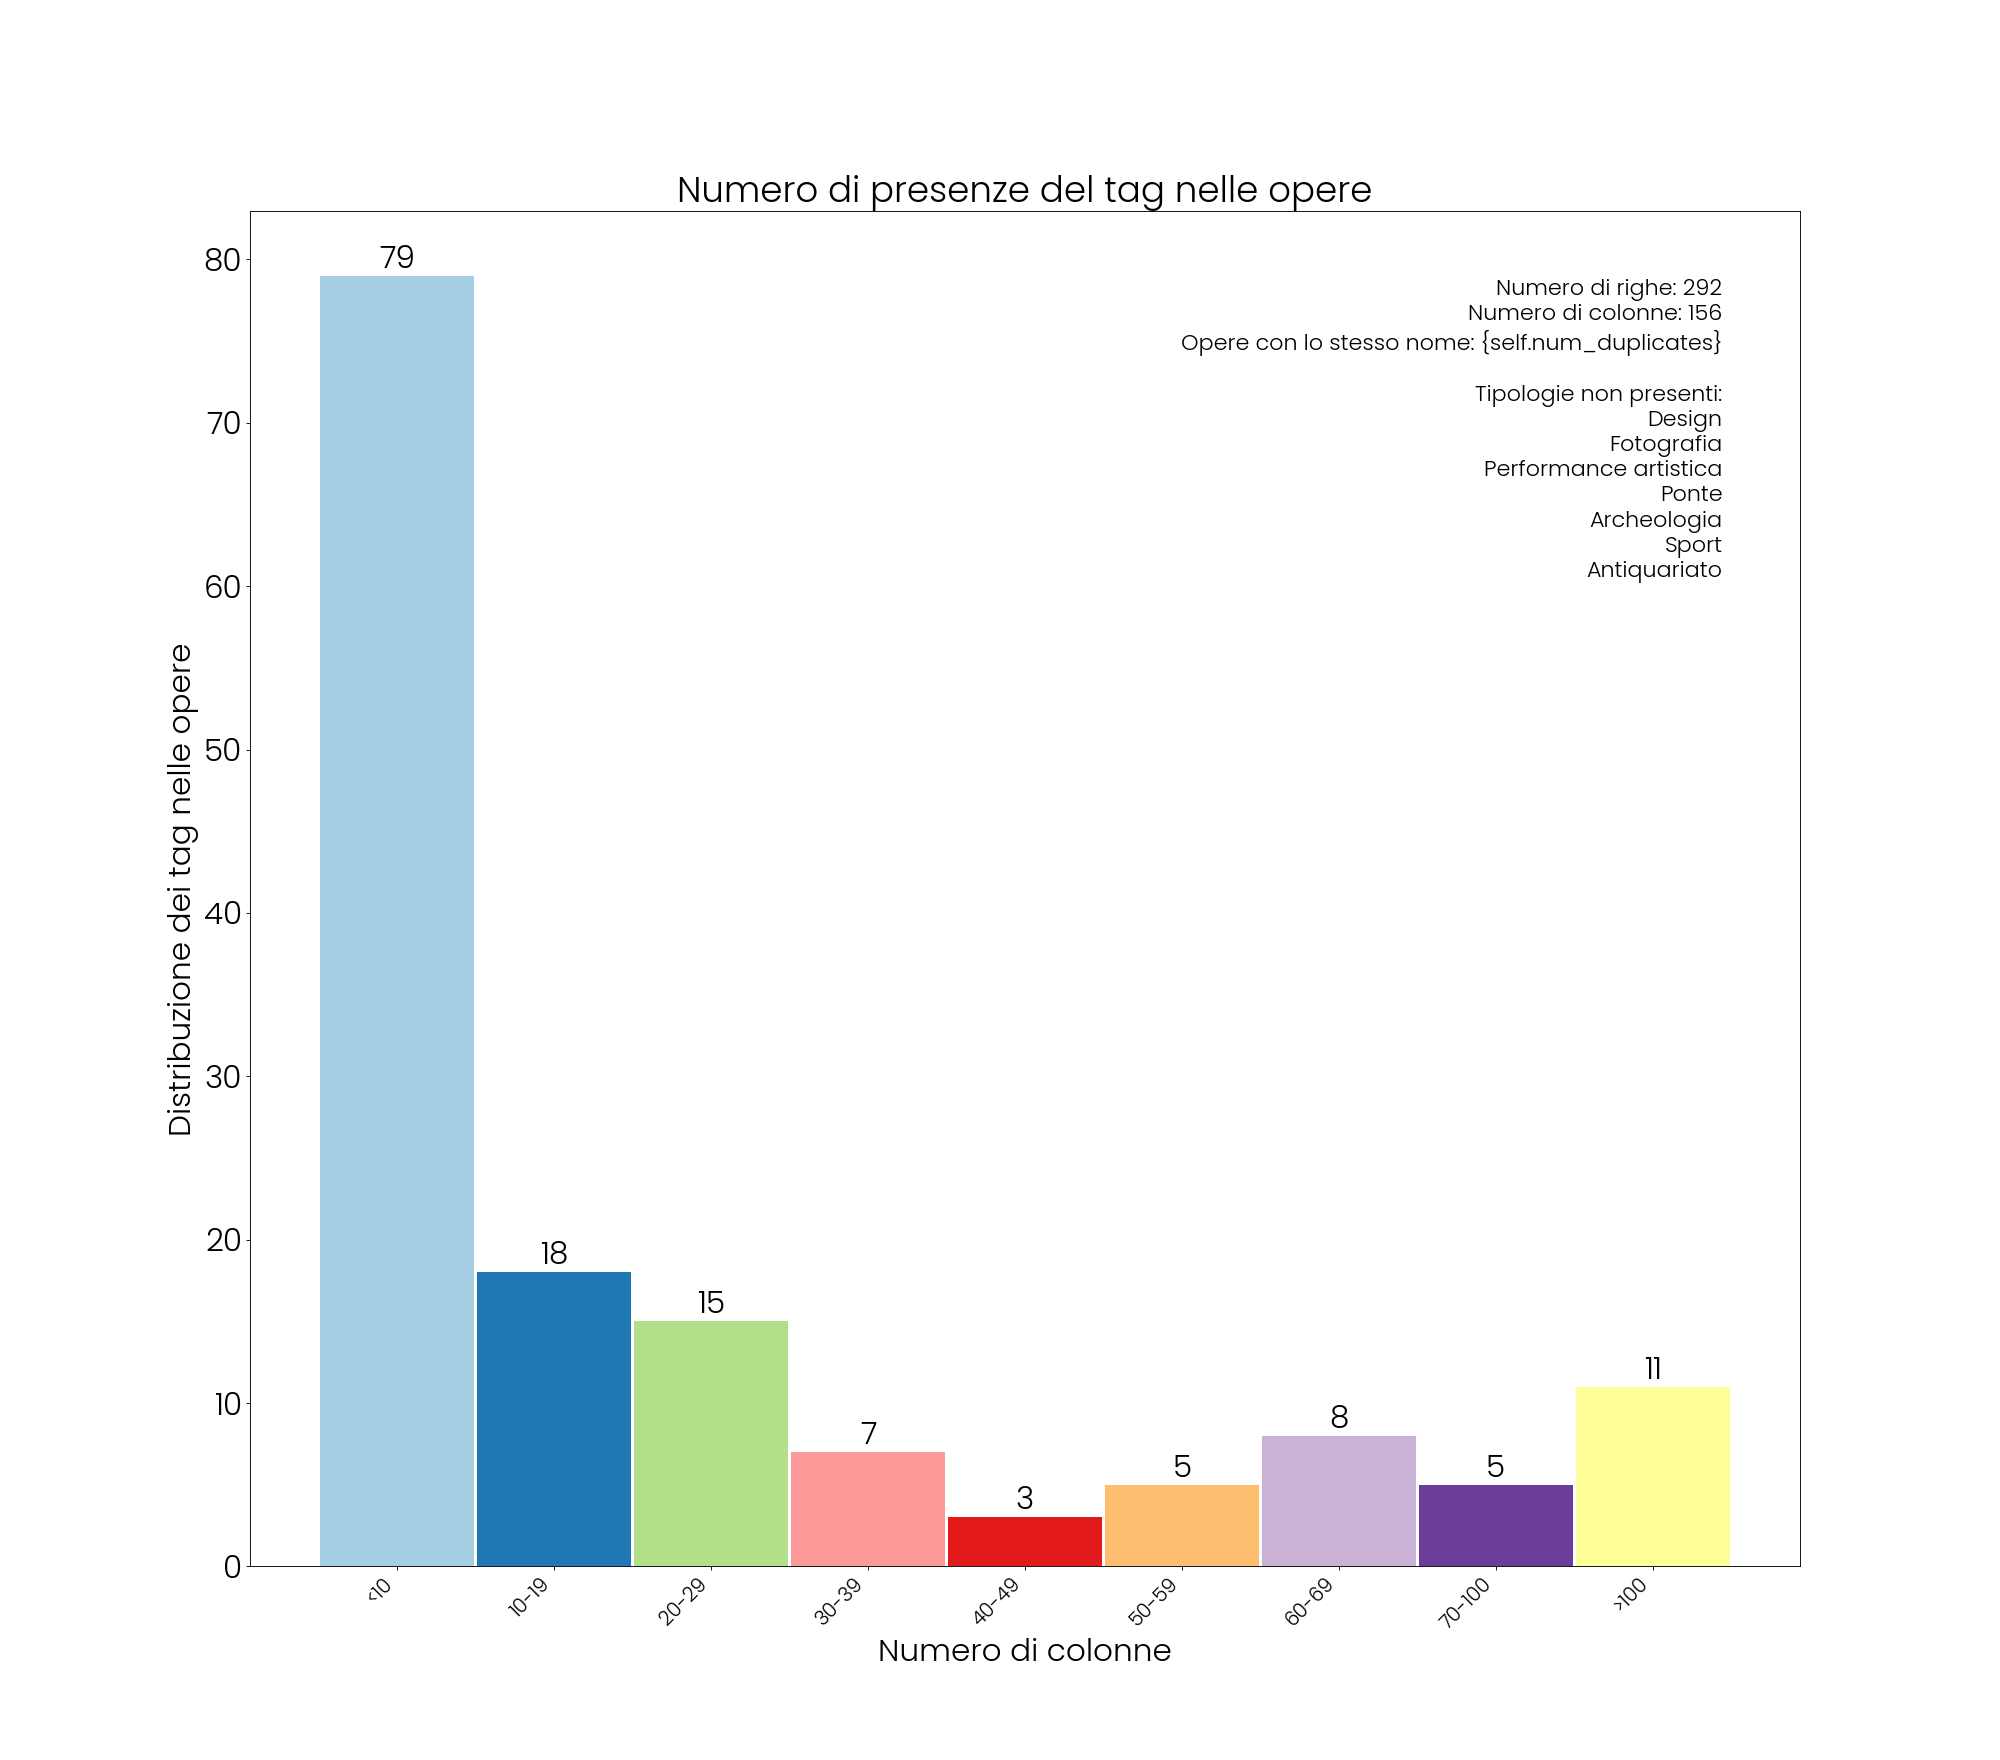 Numero di presenze del tag nelle opere
80
70
60
50
40
30
20
10
0
Distribuzione dei tag nelle opere
79
18
15
7
3
5
8
5
11
Numero di righe: 292
Numero di colonne: 156
Opere con lo stesso nome: {self.num_duplicates}
Tipologie non presenti:
Design
Fotografia
Performance artistica
Ponte
Archeologia
Sport
Antiquariato
<10
10-19
20-29
30-39
40-49
50-59
60-69
70-100
>100
Numero di colonne